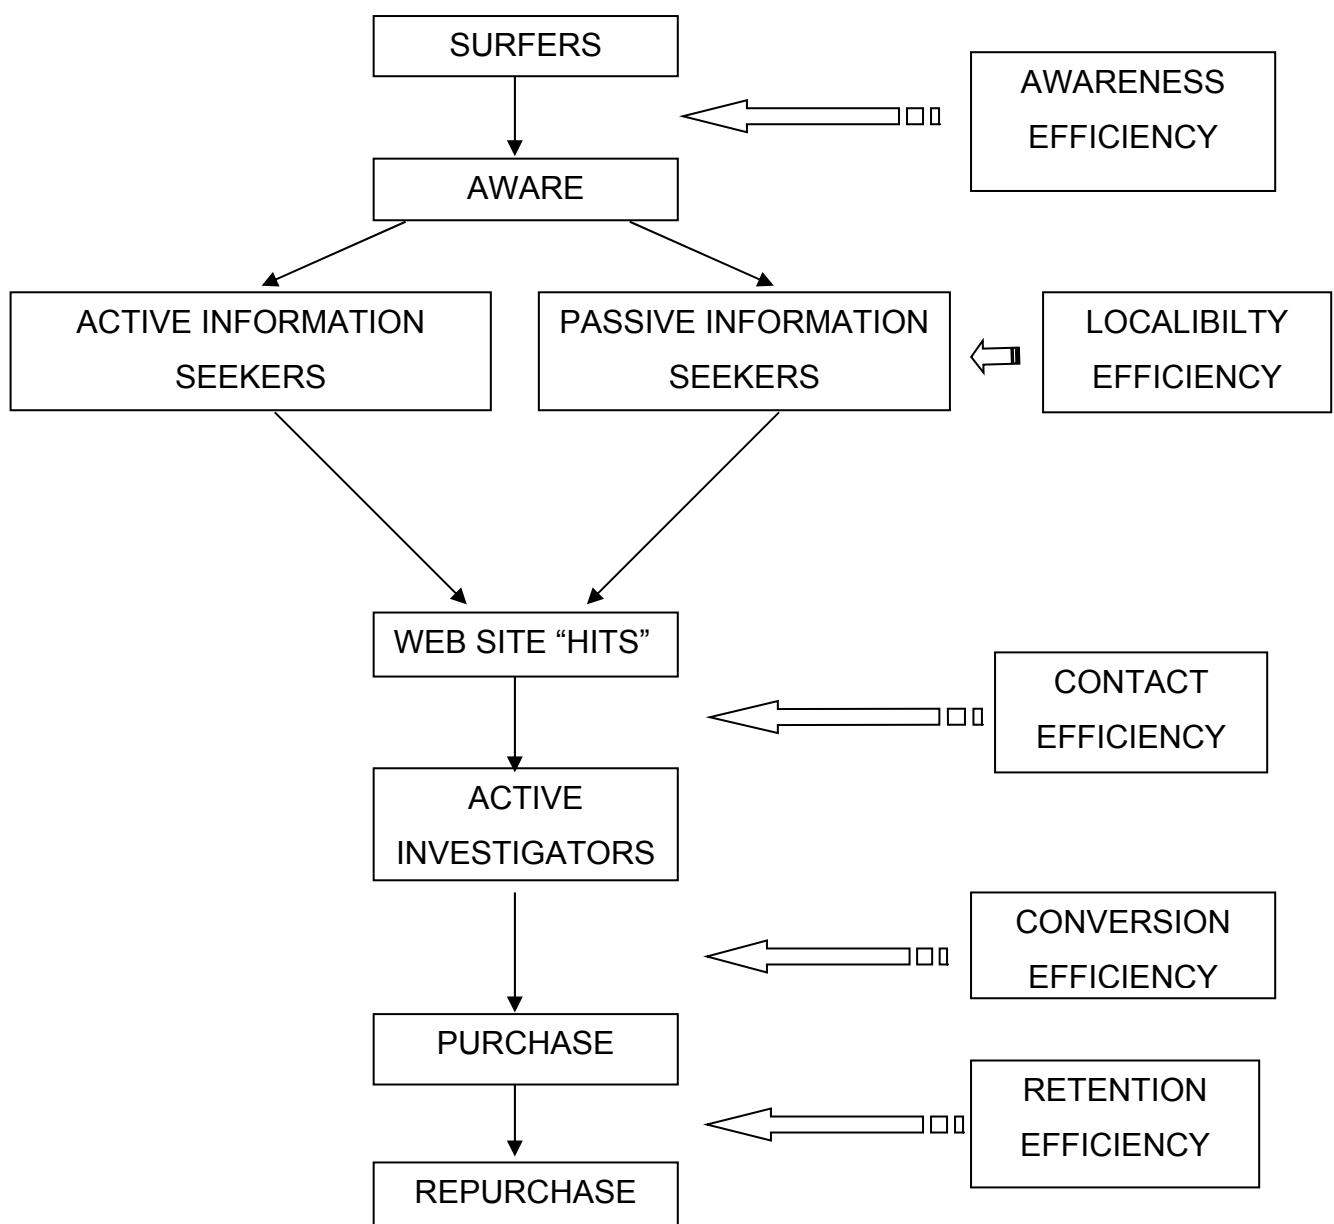 SURFERS
AWARENESS
EFFICIENCY
AWARE
ACTIVE INFORMATION
SEEKERS
PASSIVE INFORMATION
SEEKERS
LOCALIBILTY
EFFICIENCY
WEB SITE “HITS”
CONTACT
EFFICIENCY
ACTIVE
INVESTIGATORS
CONVERSION
EFFICIENCY
PURCHASE
RETENTION
EFFICIENCY
REPURCHASE